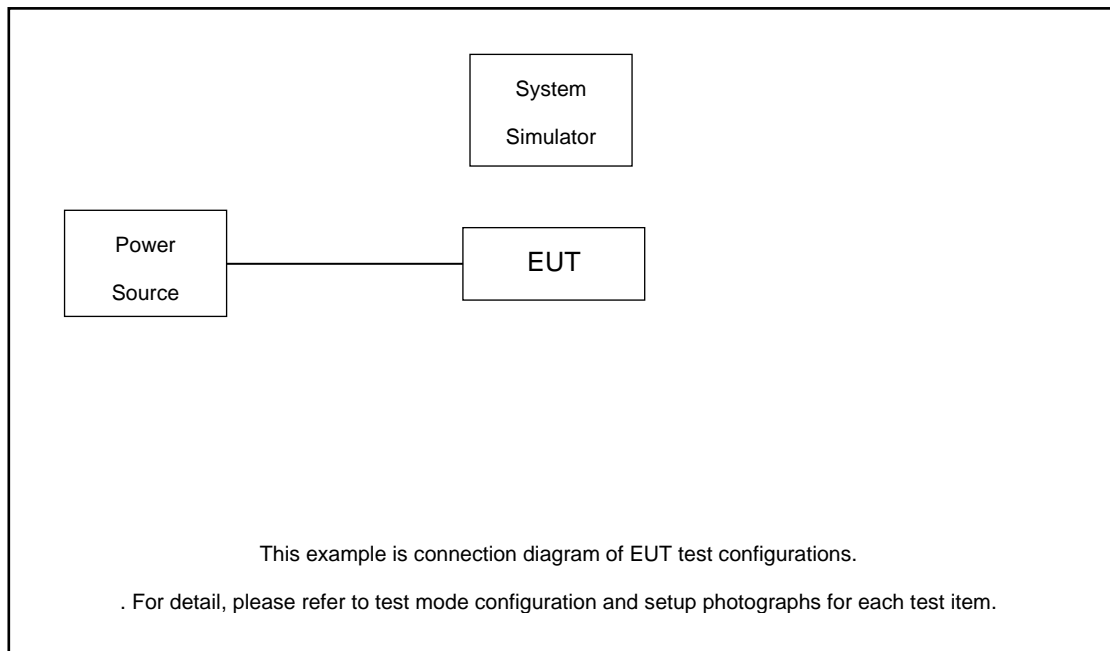 System
Simulator
Power
Source
EUT
This example is connection diagram of EUT test configurations.
. For detail, please refer to test mode configuration and setup photographs for each test item.